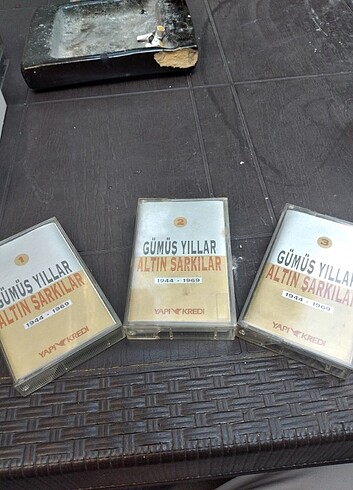 1
GÜMÜŞ YILLAR
ALTIN ŞARKILAR
1944 - 1969
YAPI KREDİ
2
GÜMÜŞ YILLAR
ALTIN ŞARKILAR
1944 - 1969
YAPI KREDİ
3
GÜMÜŞ YILLAR
ALTIN ŞARKILAR
1944 - 1969
YAPI KREDİ